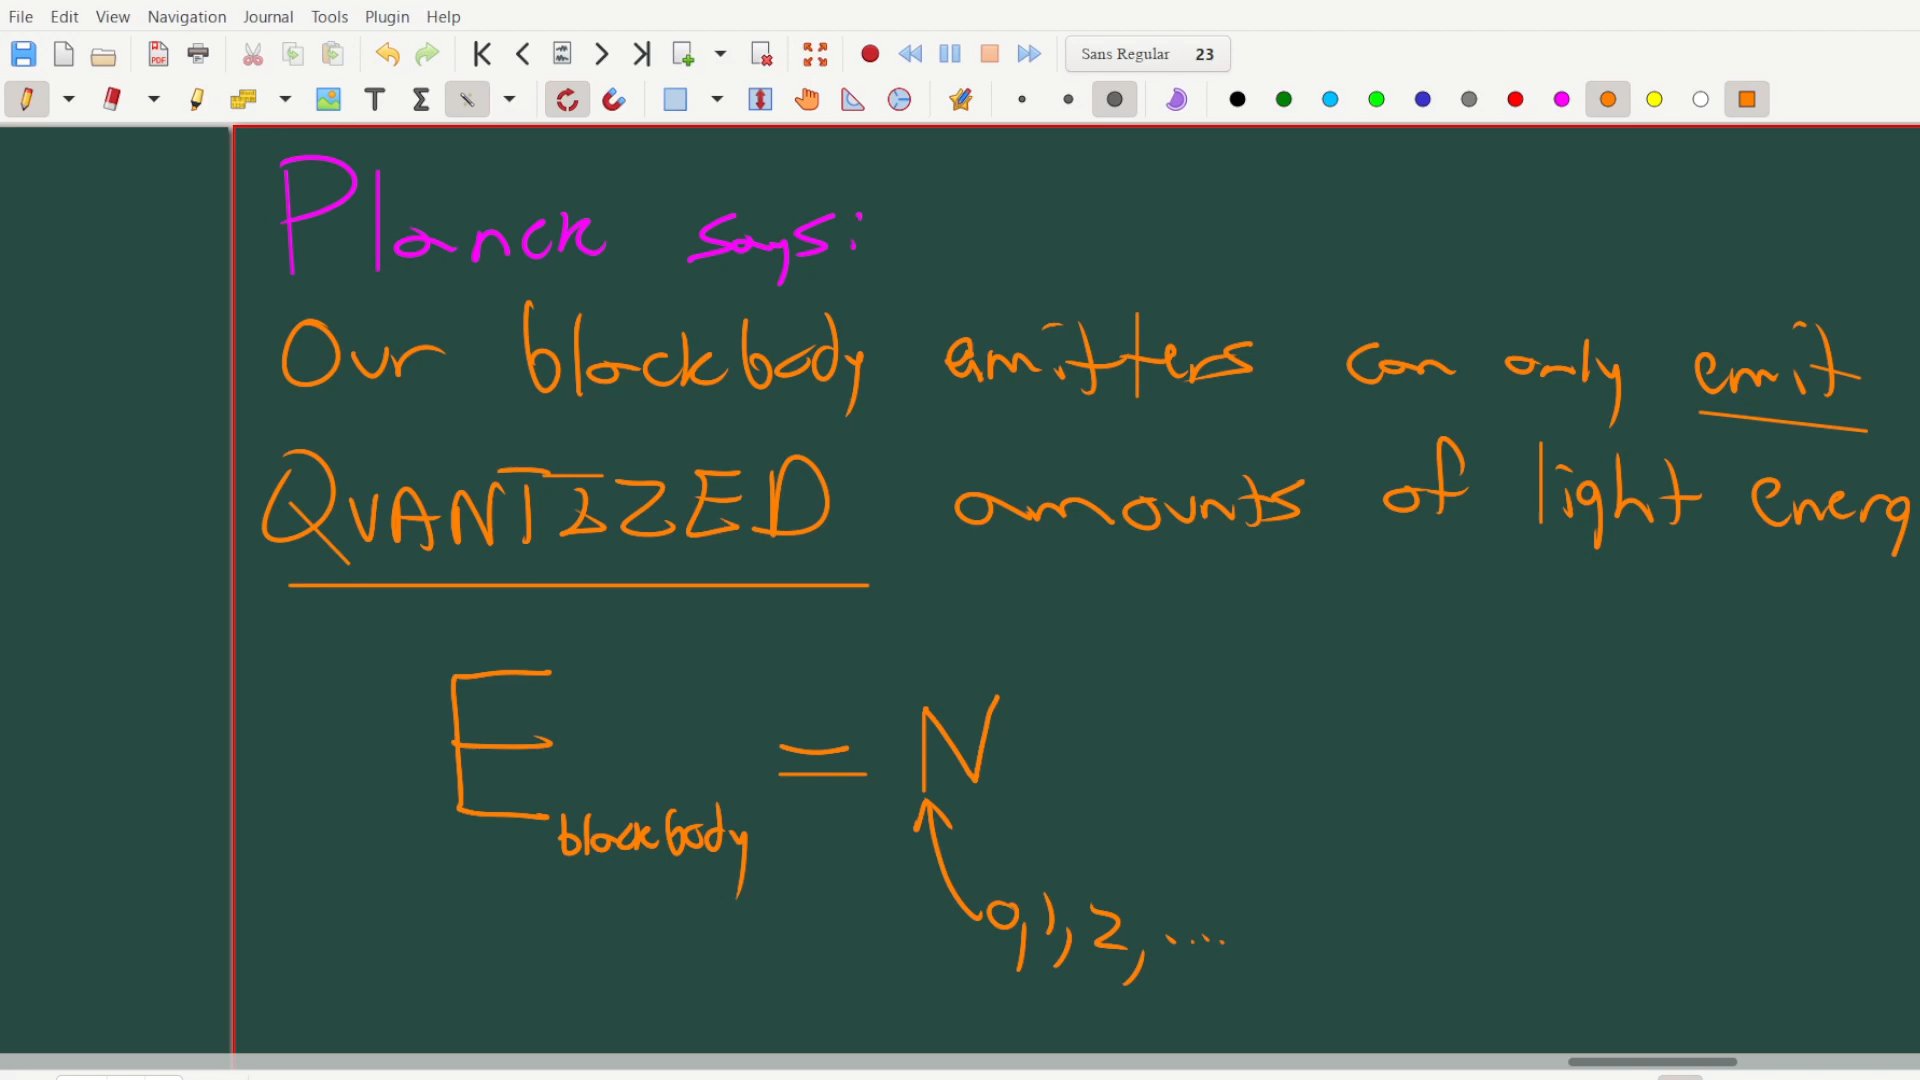 File Edit View Navigation Journal Tools Plugin Help
Sans Regular 23
Planck says:
Our blackbody emitters can only emit
QUANTIZED amounts of light energ
E blackbody = N
0, 1, 2, ....